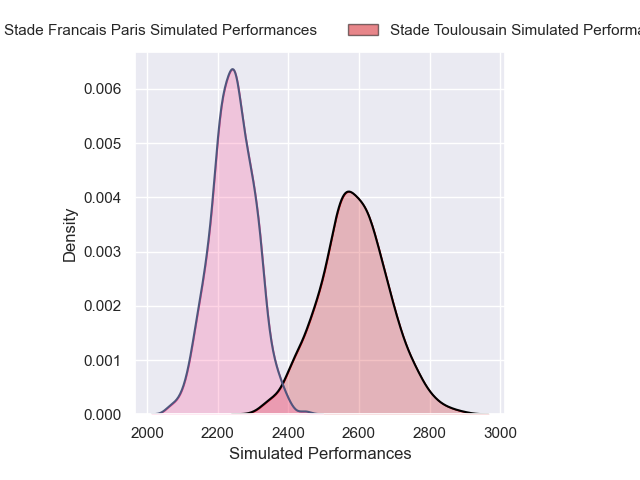 Stade Francais Paris Simulated Performances
Stade Toulousain Simulated
0.006
0.005
0.004
0.003
0.002
0.001
0.000
Density
2000 2200 2400 2600 2800 3000
Simulated Performances